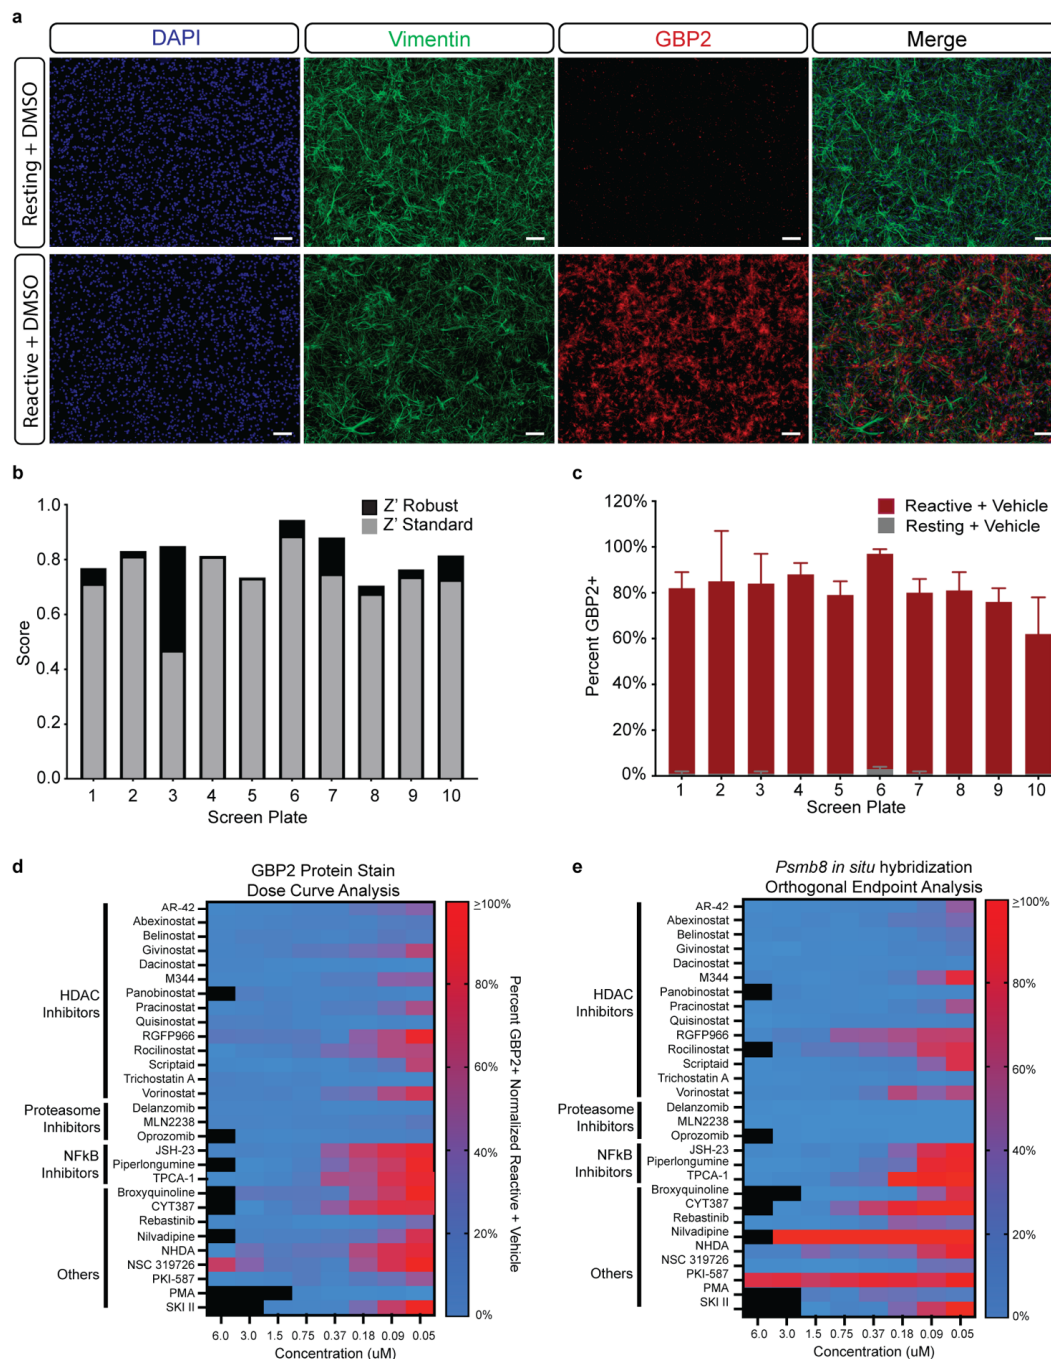 a
DAPI
Vimentin
GBP2
Merge
Resting + DMSO
Reactive + DMSO
b
Z' Robust
Z' Standard
Score
1.0
0.8
0.6
0.4
0.2
0.0
1 2 3 4 5 6 7 8 9 10
Screen Plate
c
Reactive + Vehicle
Resting + Vehicle
Percent GBP2+
120%
100%
80%
60%
40%
20%
0%
1 2 3 4 5 6 7 8 9 10
Screen Plate
d
GBP2 Protein Stain
Dose Curve Analysis
HDAC
Inhibitors
Proteasome
Inhibitors
NFkB
Inhibitors
Others
AR-42
Abexinostat
Belinostat
Givinostat
Dacinostat
M344
Panobinostat
Pracinostat
Quisinostat
RGFP966
Rocilinostat
Scriptaid
Trichostatin A
Vorinostat
Delanzomib
MLN2238
Oprozomib
JSH-23
Piperlongumine
TPCA-1
Broxyquinoline
CYT387
Rebastinib
Nilvadipine
NHDA
NSC 319726
PKI-587
PMA
SKI II
6.0 3.0 1.5 0.75 0.37 0.18 0.09 0.05
Concentration (uM)
≥100%
80%
60%
40%
20%
0%
Percent GBP2+ Normalized Reactive + Vehicle
e
Psmb8 in situ hybridization
Orthogonal Endpoint Analysis
HDAC
Inhibitors
Proteasome
Inhibitors
NFkB
Inhibitors
Others
AR-42
Abexinostat
Belinostat
Givinostat
Dacinostat
M344
Panobinostat
Pracinostat
Quisinostat
RGFP966
Rocilinostat
Scriptaid
Trichostatin A
Vorinostat
Delanzomib
MLN2238
Oprozomib
JSH-23
Piperlongumine
TPCA-1
Broxyquinoline
CYT387
Rebastinib
Nilvadipine
NHDA
NSC 319726
PKI-587
PMA
SKI II
6.0 3.0 1.5 0.75 0.37 0.18 0.09 0.05
Concentration (uM)
≥100%
80%
60%
40%
20%
0%